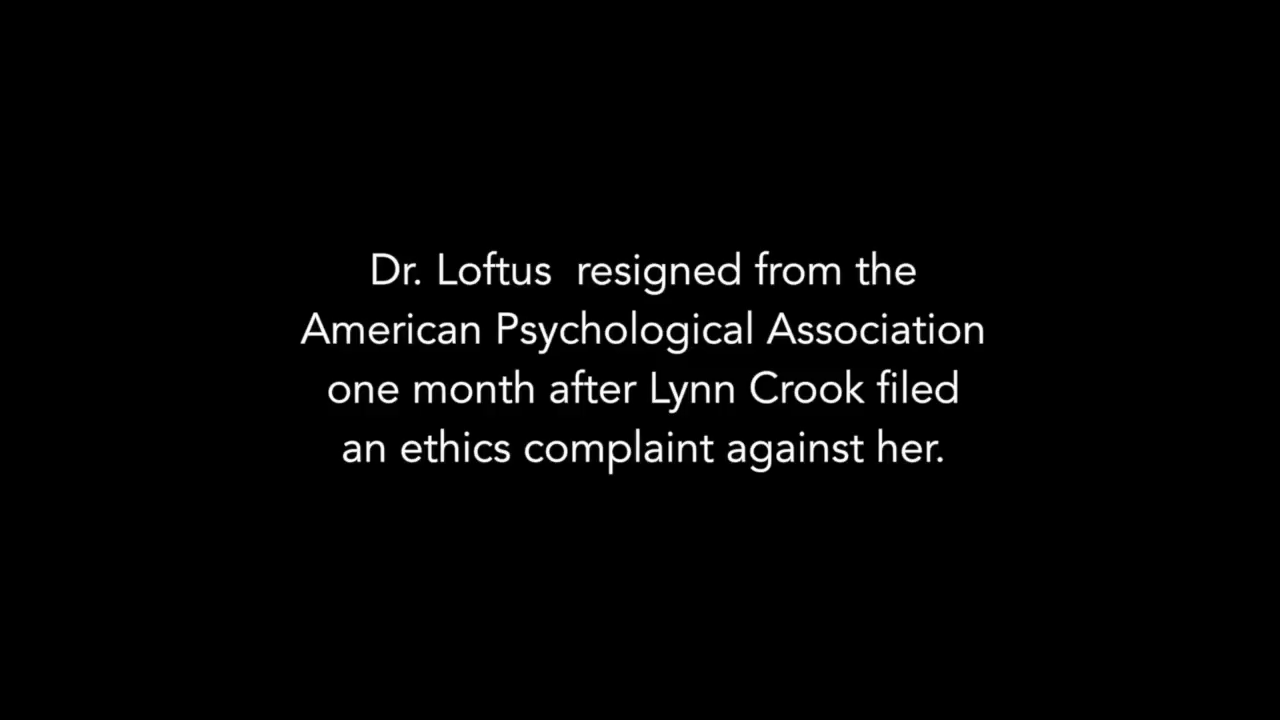 Dr. Loftus  resigned from the
American Psychological Association
one month after Lynn Crook filed
an ethics complaint against her.